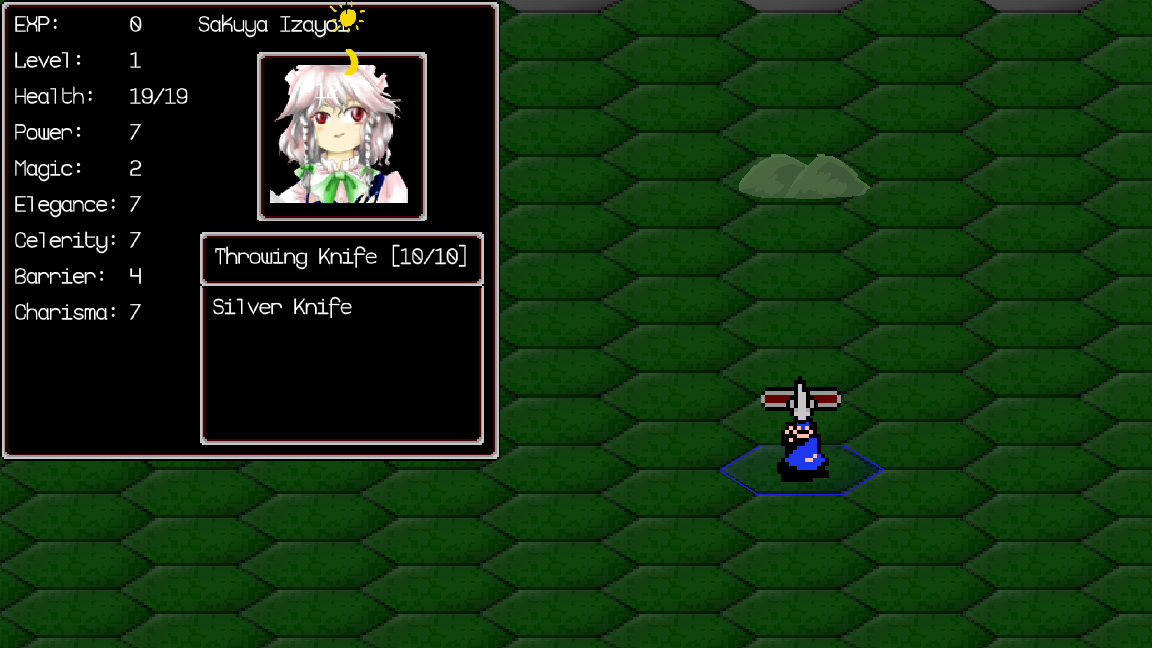 EXP: 0
Sakuya Izayoi
Level: 1
Health: 19/19
Power: 7
Magic: 2
Elegance: 7
Celerity: 7
Barrier: 4
Charisma: 7
12
Throwing Knife [10/10]
Silver Knife